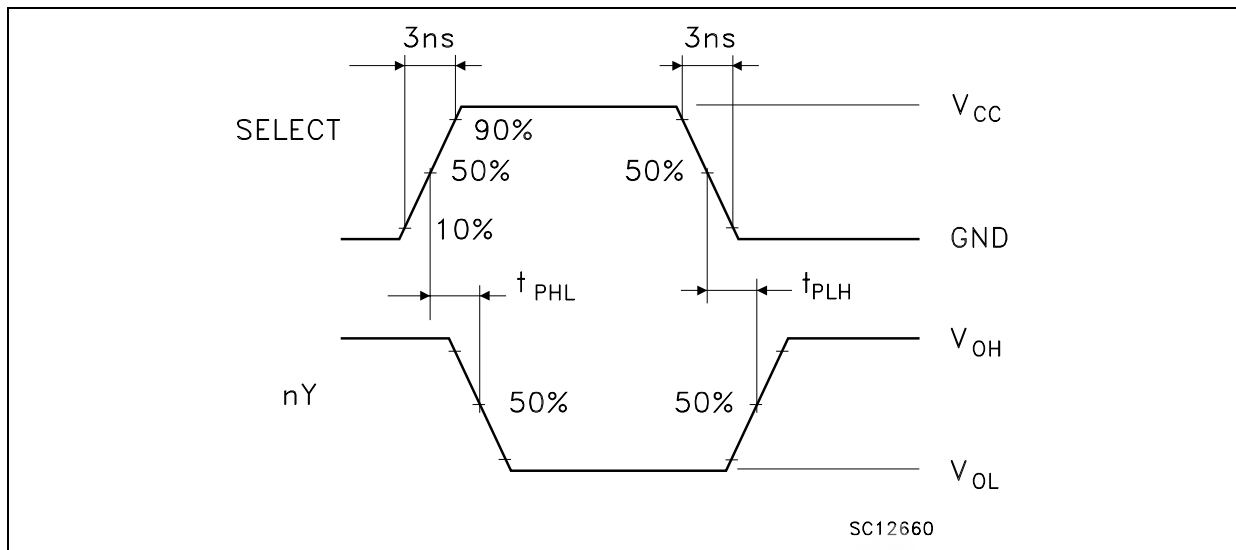 3ns 3ns
SELECT
90%
V CC
50% 50%
10%
GND
t PHL t PLH
V OH
nY
50% 50%
V OL
SC12660